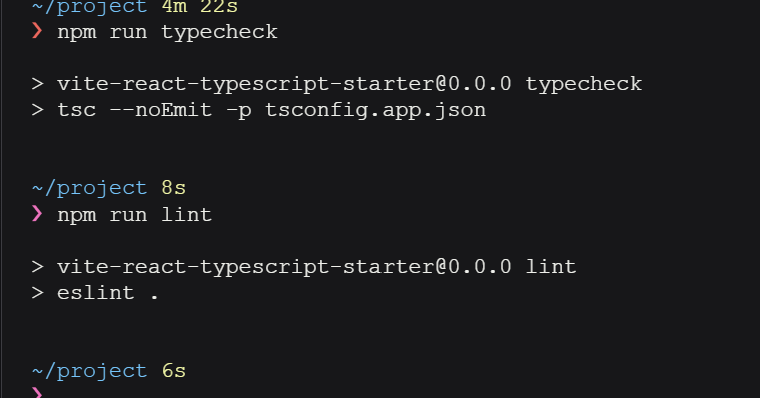 ~/project 4m 22s
❯ npm run typecheck
> vite-react-typescript-starter@0.0.0 typecheck
> tsc --noEmit -p tsconfig.app.json
~/project 8s
❯ npm run lint
> vite-react-typescript-starter@0.0.0 lint
> eslint .
~/project 6s
❯